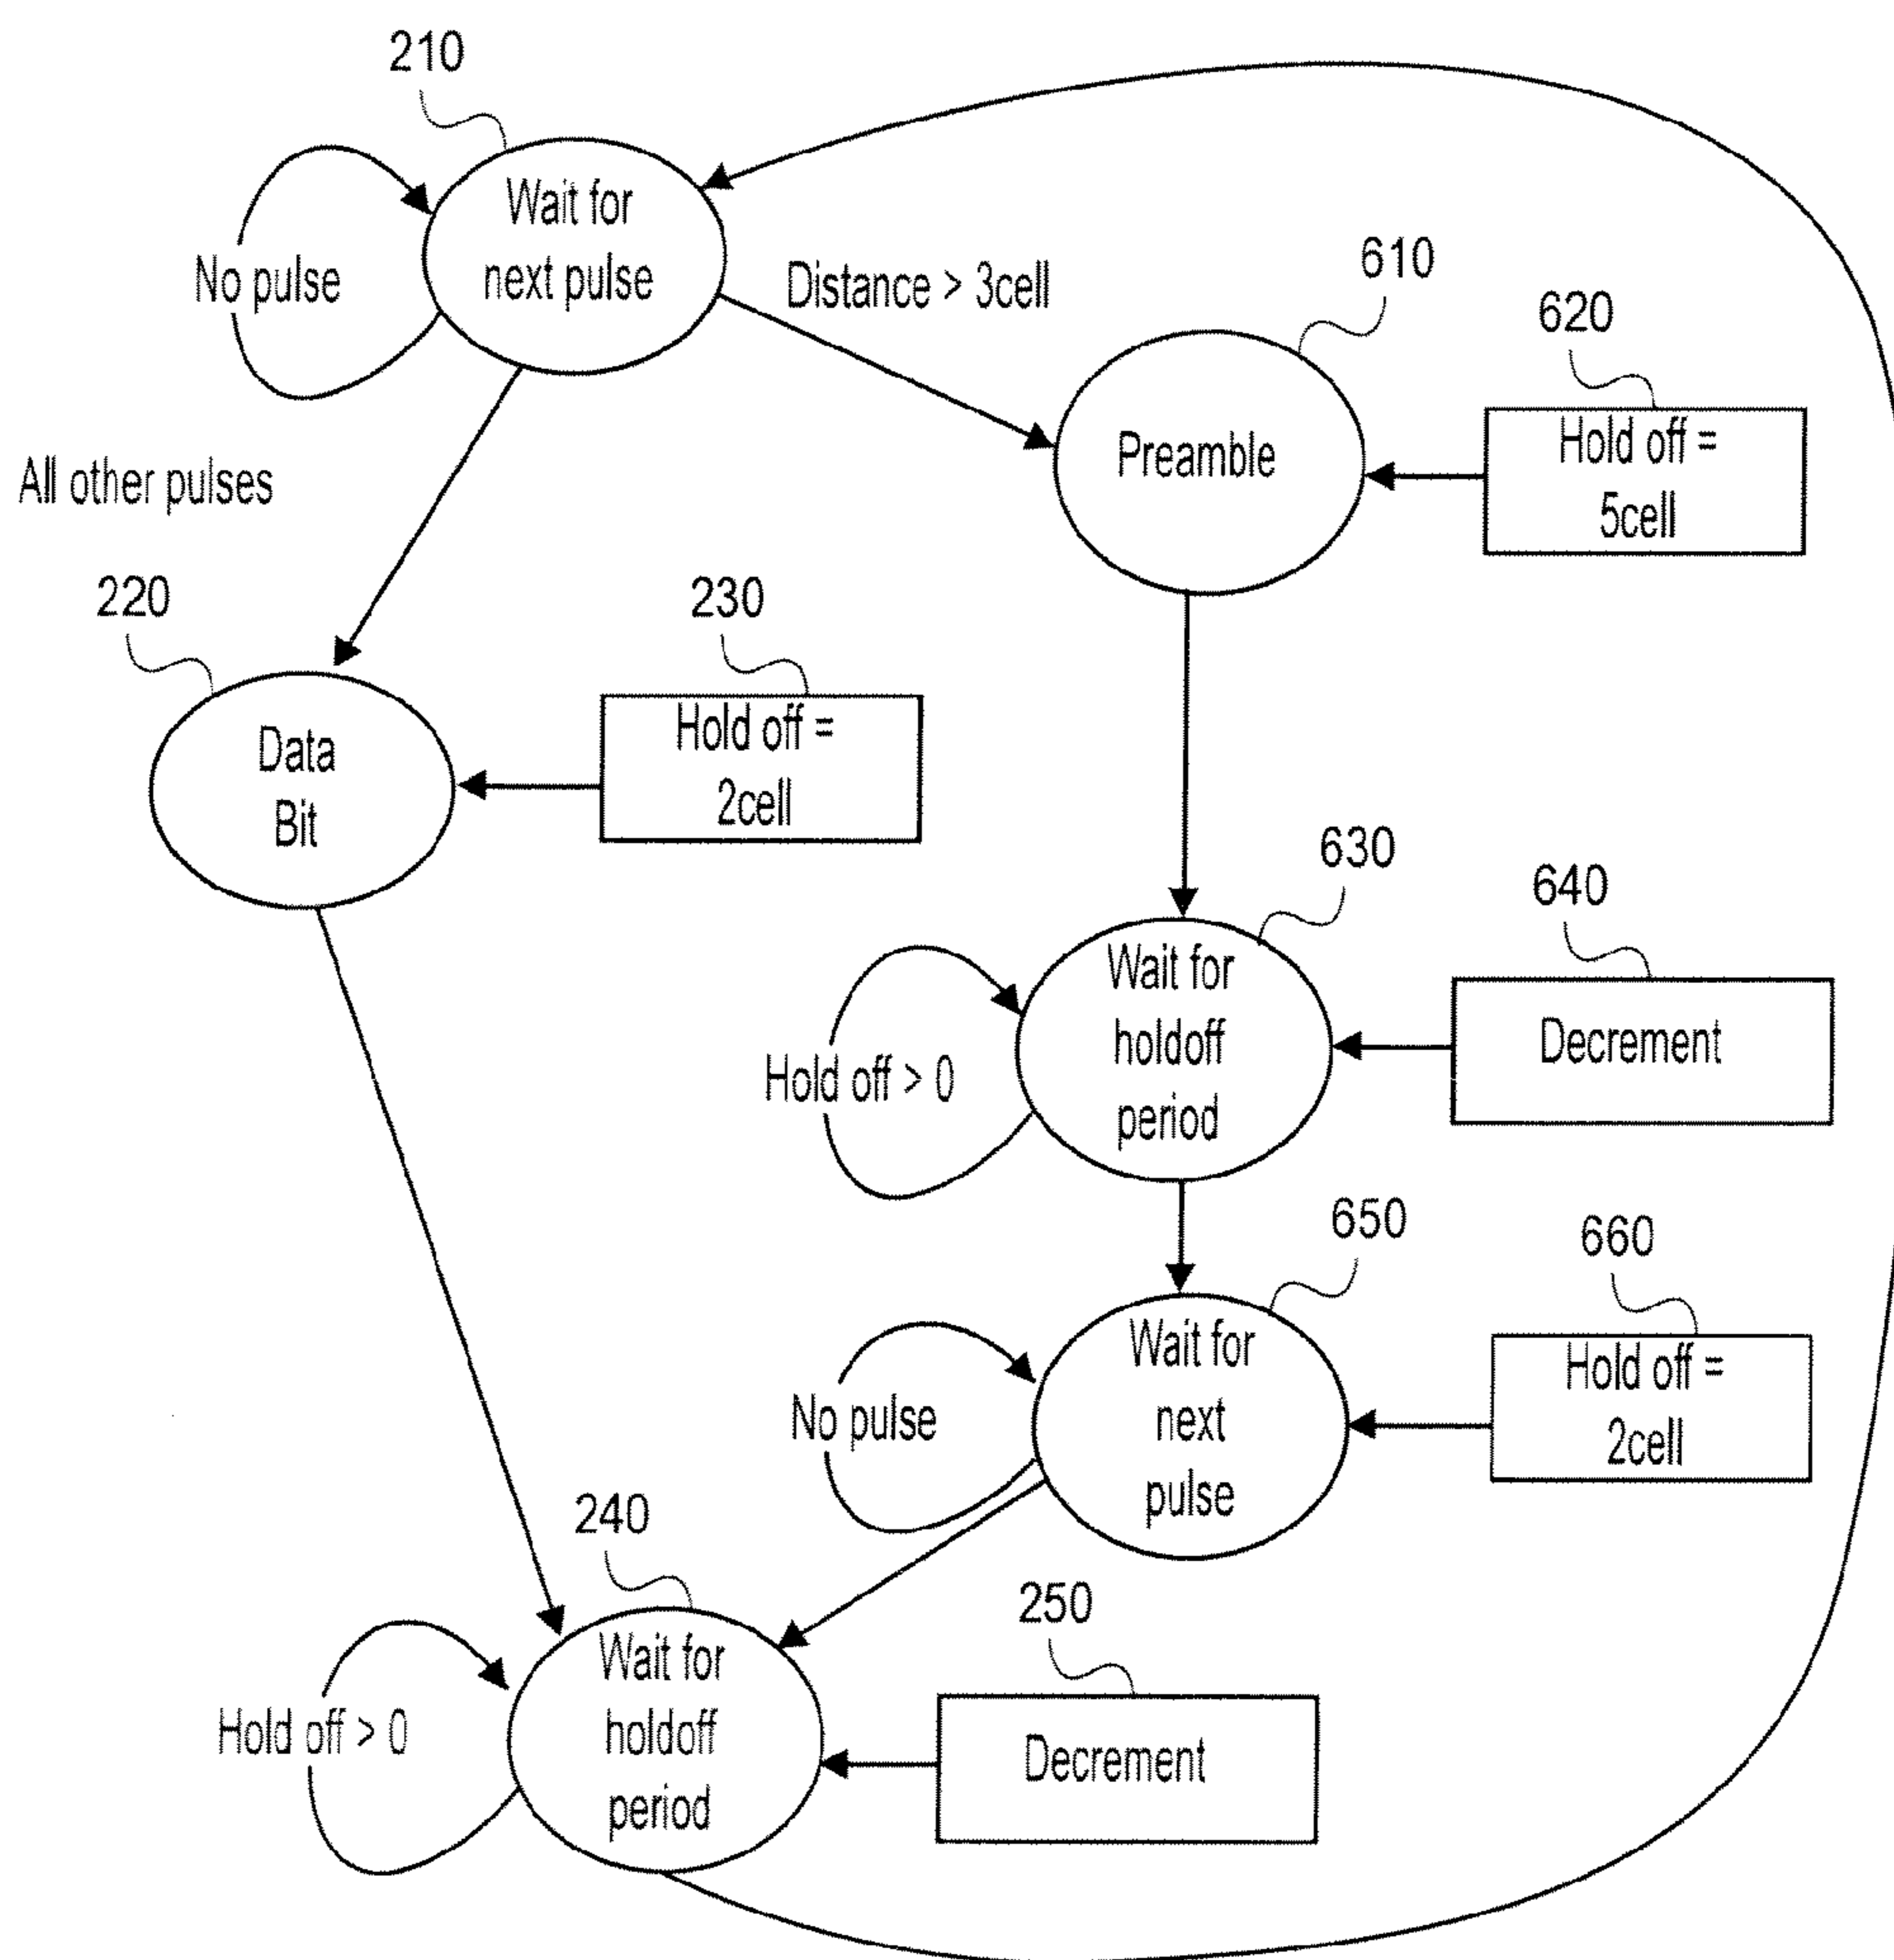 210
Wait for
next pulse
No pulse
Distance > 3cell
610
620
Preamble
Hold off =
5cell
All other pulses
220
230
Data
Bit
Hold off =
2cell
630
640
Wait for
holdoff
period
Hold off > 0
Decrement
650
660
Wait for
next
pulse
No pulse
Hold off =
2cell
240
250
Wait for
holdoff
period
Hold off > 0
Decrement